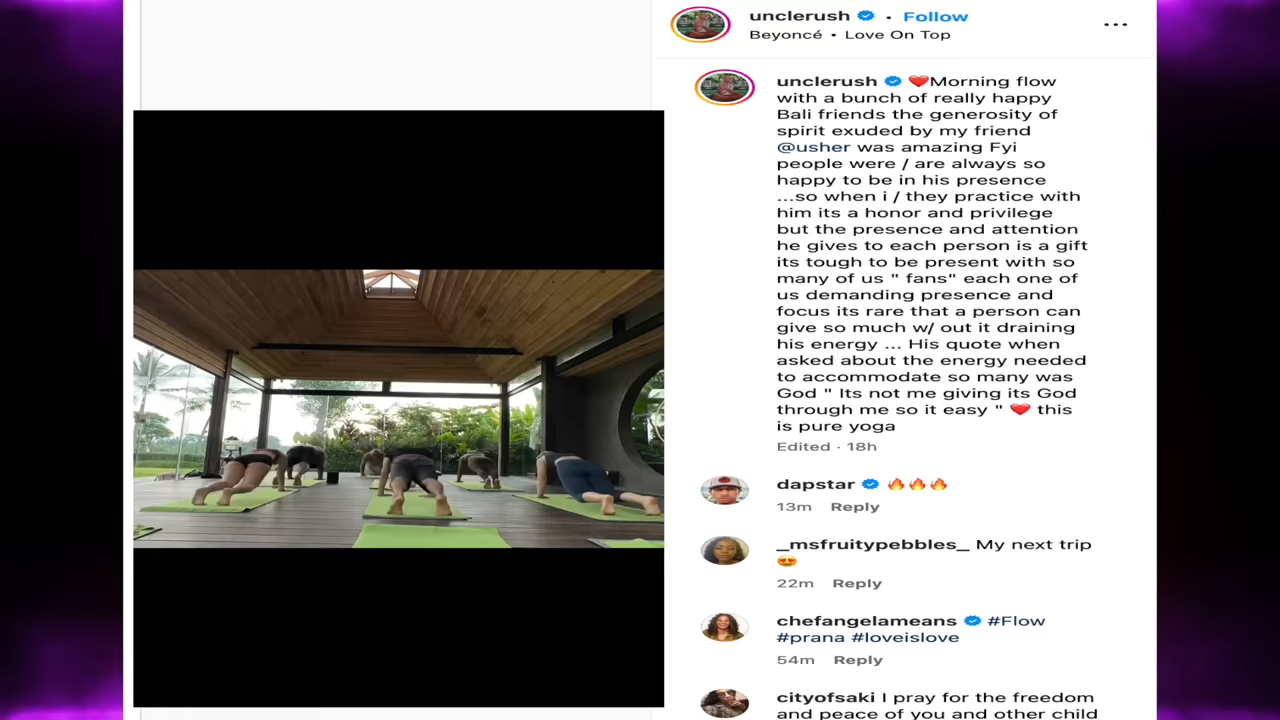 unclerush • Follow
Beyoncé • Love On Top
unclerush ❤️Morning flow
with a bunch of really happy
Bali friends the generosity of
spirit exuded by my friend
@usher was amazing Fyi
people were / are always so
happy to be in his presence
...so when i / they practice with
him its a honor and privilege
but the presence and attention
he gives to each person is a gift
its tough to be present with so
many of us " fans" each one of
us demanding presence and
focus its rare that a person can
give so much w/ out it draining
his energy ... His quote when
asked about the energy needed
to accommodate so many was
God " Its not me giving its God
through me so it easy " ❤️ this
is pure yoga
Edited · 18h
dapstar 🔥🔥🔥
13m Reply
_msfruitypebbles_ My next trip
😍
22m Reply
chefangelameans #Flow
#prana #loveislove
54m Reply
cityofsaki I pray for the freedom
and peace of you and other child